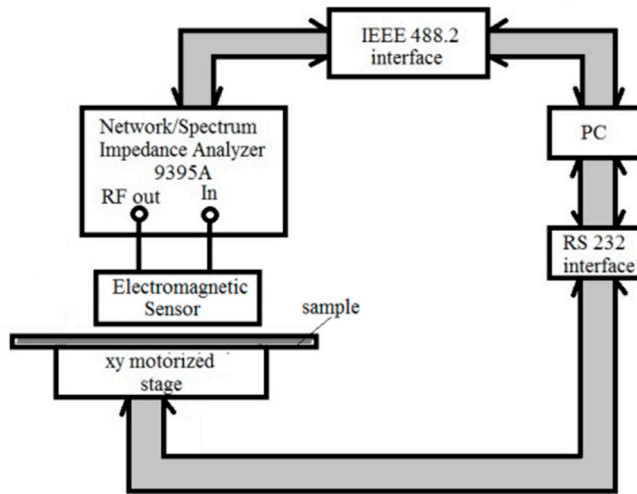 IEEE 488.2
interface
Network/Spectrum
Impedance Analyzer
9395A
RF out
In
PC
RS 232
interface
Electromagnetic
Sensor
sample
xy motorized
stage